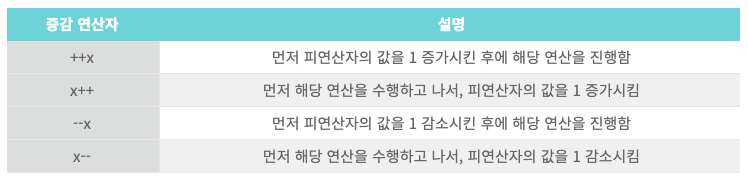 증감 연산자 설명
++x 먼저 피연산자의 값을 1 증가시킨 후에 해당 연산을 진행함
x++ 먼저 해당 연산을 수행하고 나서, 피연산자의 값을 1 증가시킴
--x 먼저 피연산자의 값을 1 감소시킨 후에 해당 연산을 진행함
x-- 먼저 해당 연산을 수행하고 나서, 피연산자의 값을 1 감소시킴